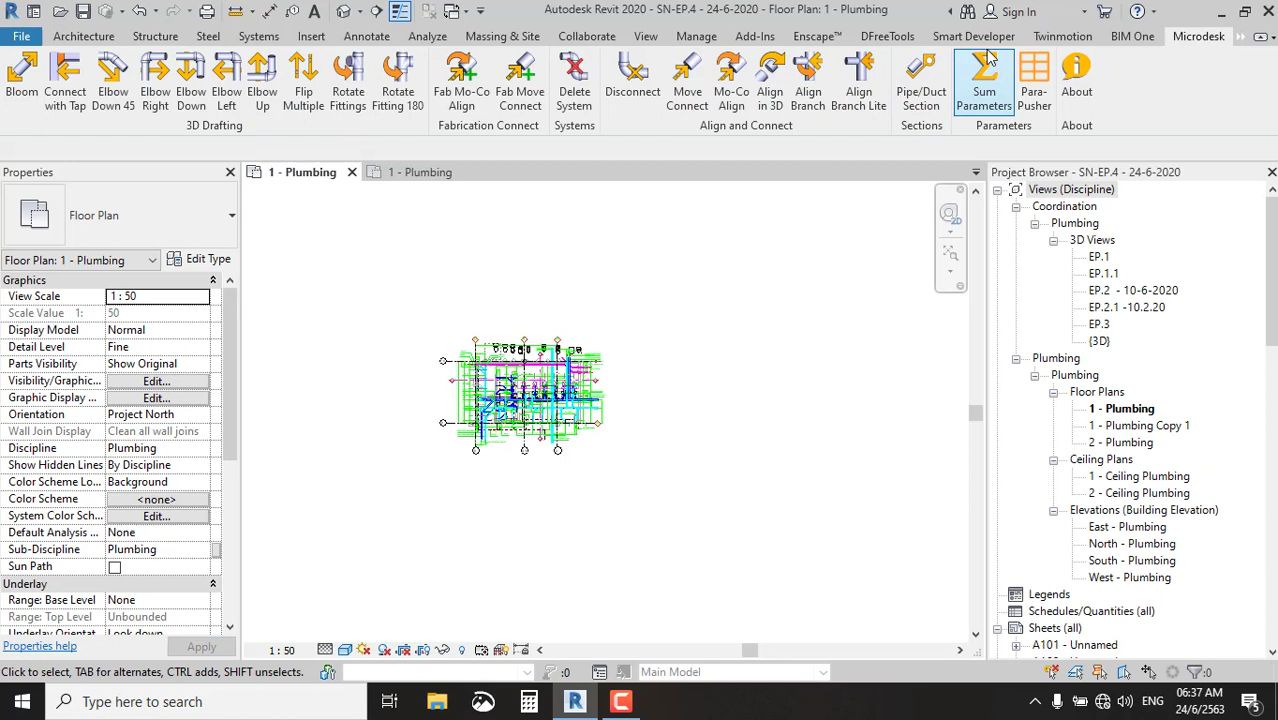 Autodesk Revit 2020 - SN-EP.4 - 24-6-2020 - Floor Plan: 1 - Plumbing
Sign In
File Architecture Structure Steel Systems Insert Annotate Analyze Massing & Site Collaborate View Manage Add-Ins Enscape™ DFreeTools Smart Developer Twinmotion BIM One Microdesk
Bloom
Connect with Tap
Elbow Down 45
Elbow Right
Elbow Down
Elbow Left
Elbow Up
Flip Multiple
Rotate Fittings
Rotate Fitting 180
Fab Mo-Co Align
Fab Move Connect
Delete System
Disconnect
Move Connect
Mo-Co Align
Align in 3D
Align Branch
Align Branch Lite
Pipe/Duct Section
Sum Parameters
Para-Pusher
About
3D Drafting Fabrication Connect Systems Align and Connect Sections Parameters About
Properties
1 - Plumbing
1 - Plumbing
Project Browser - SN-EP.4 - 24-6-2020
Floor Plan
Floor Plan: 1 - Plumbing
Edit Type
Graphics
View Scale 1 : 50
Scale Value 1: 50
Display Model Normal
Detail Level Fine
Parts Visibility Show Original
Visibility/Graphic... Edit...
Graphic Display ... Edit...
Orientation Project North
Wall Join Display Clean all wall joins
Discipline Plumbing
Show Hidden Lines By Discipline
Color Scheme Lo... Background
Color Scheme <none>
System Color Sch... Edit...
Default Analysis ... None
Sub-Discipline Plumbing
Sun Path
Underlay
Range: Base Level None
Range: Top Level Unbounded
Underlay Orientat... Look down
Properties help
Apply
2D
Views (Discipline)
Coordination
Plumbing
3D Views
EP.1
EP.1.1
EP.2 - 10-6-2020
EP.2.1 -10.2.20
EP.3
{3D}
Plumbing
Plumbing
Floor Plans
1 - Plumbing
1 - Plumbing Copy 1
2 - Plumbing
Ceiling Plans
1 - Ceiling Plumbing
2 - Ceiling Plumbing
Elevations (Building Elevation)
East - Plumbing
North - Plumbing
South - Plumbing
West - Plumbing
Legends
Schedules/Quantities (all)
Sheets (all)
A101 - Unnamed
1 : 50
Click to select, TAB for alternates, CTRL adds, SHIFT unselects.
:0
Main Model
:0
Type here to search
ENG
06:37 AM
24/6/2563
5